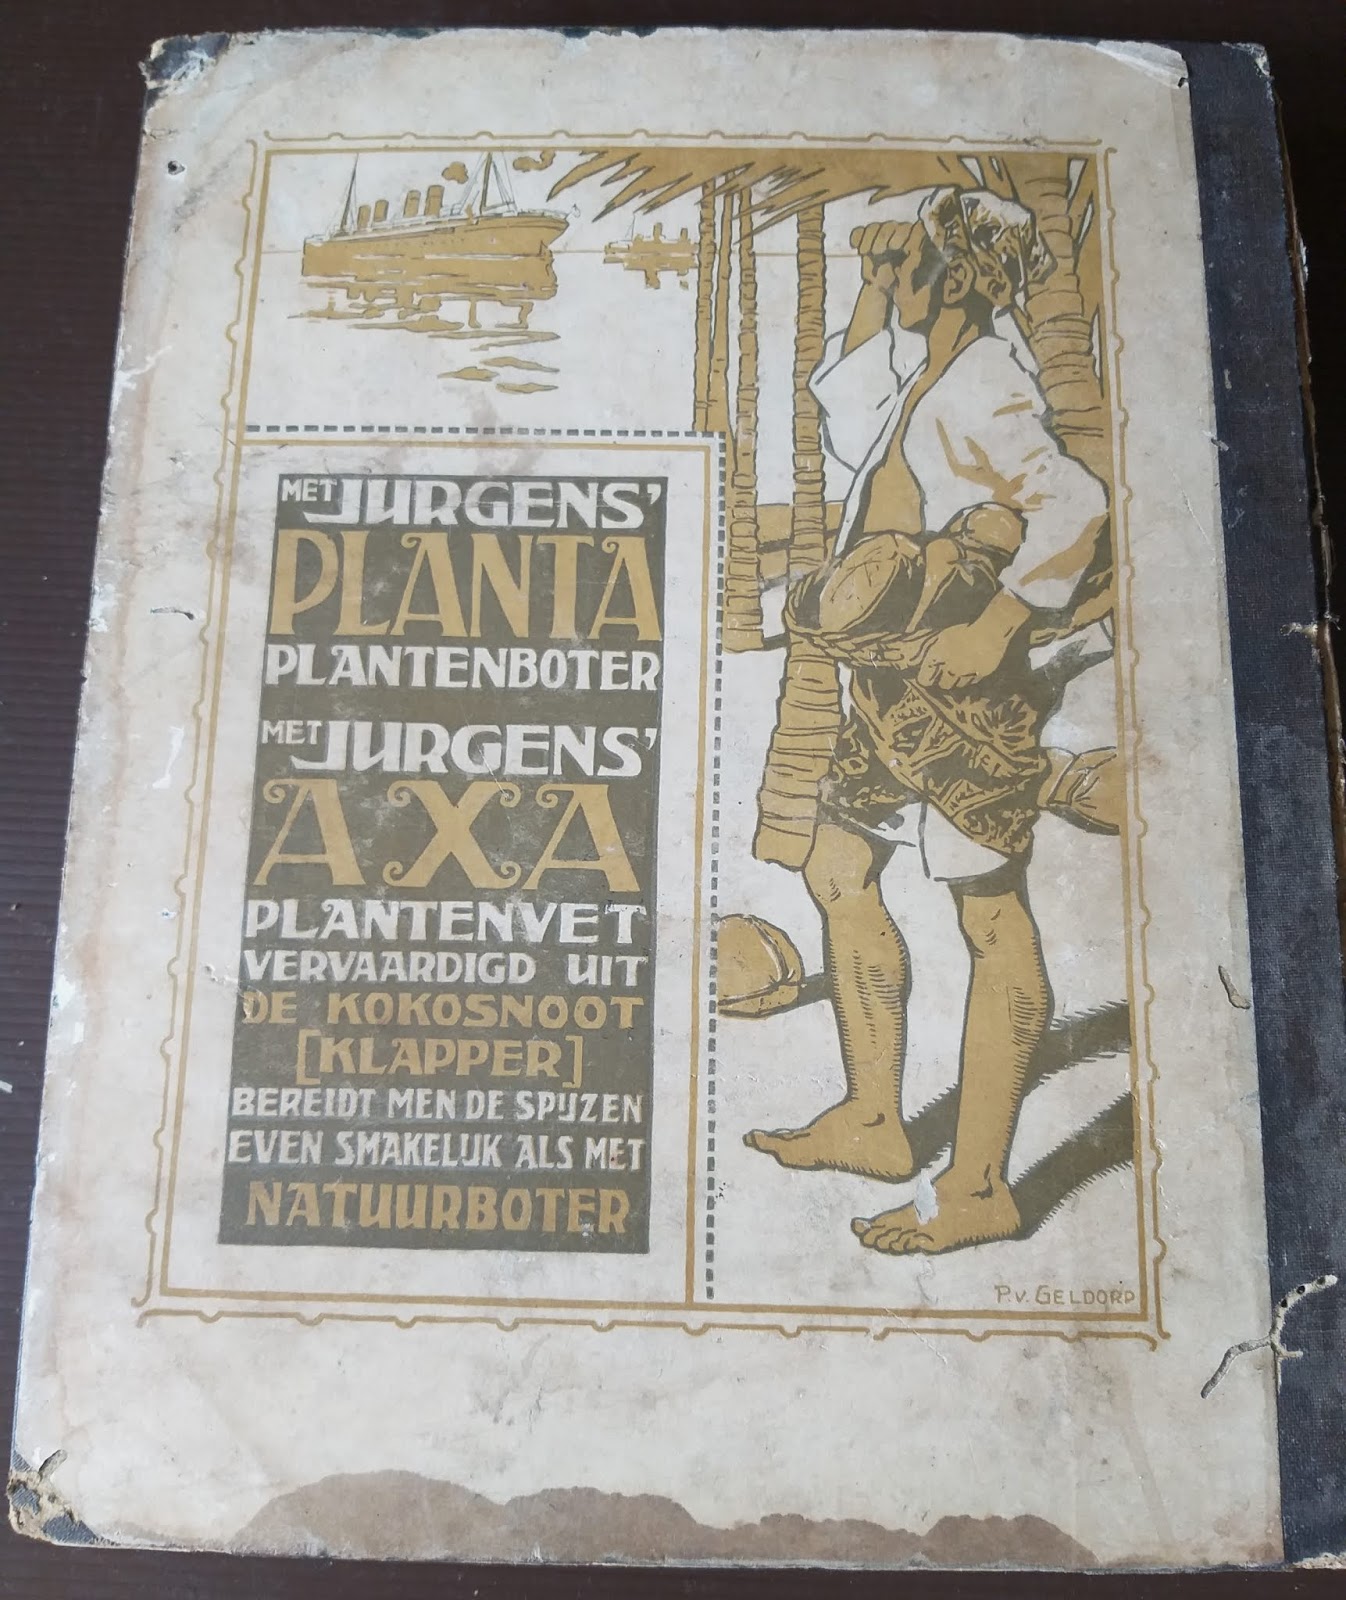 MET JURGENS'
PLANTA
PLANTENBOTER
MET JURGENS'
AXA
PLANTENVET
VERVAARDIGD UIT
DE KOKOSNOOT
[KLAPPER]
BEREIDT MEN DE SPIJZEN
EVEN SMAKELIJK ALS MET
NATUURBOTER
P.V. GELDORP